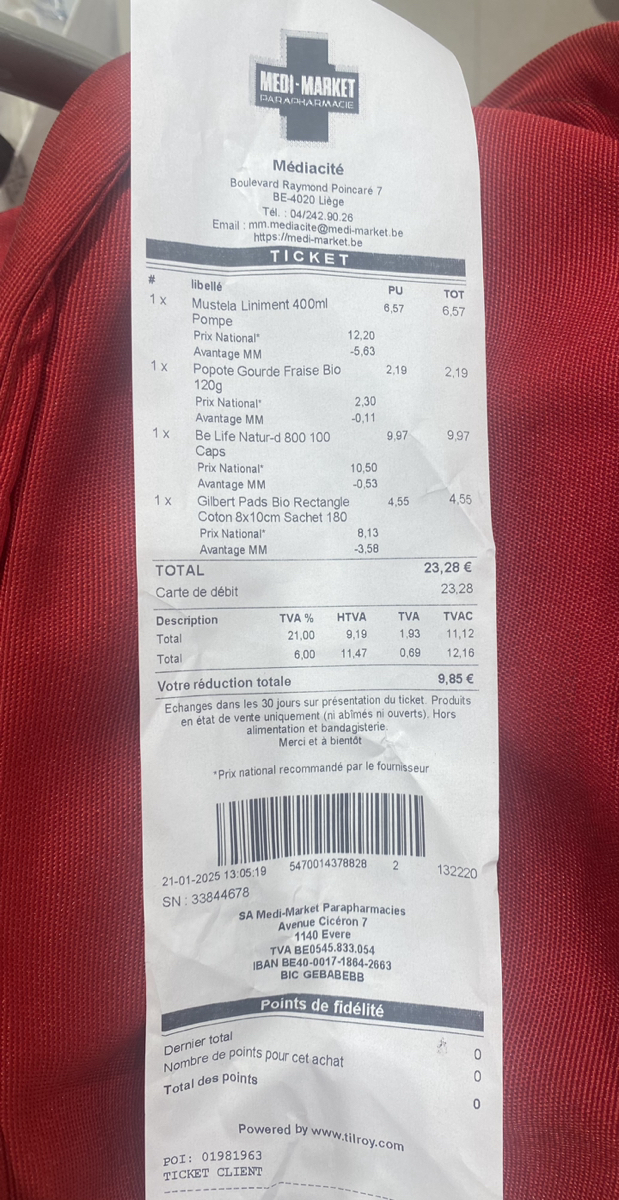 MEDI-MARKET
PARAPHARMACIE
Médiacité
Boulevard Raymond Poincaré 7
BE-4020 Liège
Tél. : 04/242.90.26
Email : mm.mediacite@medi-market.be
https://medi-market.be
TICKET
# libellé PU TOT
1 x Mustela Liniment 400ml 6,57 6,57
Pompe
Prix National* 12,20
Avantage MM -5,63
1 x Popote Gourde Fraise Bio 2,19 2,19
120g
Prix National* 2,30
Avantage MM -0,11
1 x Be Life Natur-d 800 100 9,97 9,97
Caps
Prix National* 10,50
Avantage MM -0,53
1 x Gilbert Pads Bio Rectangle 4,55 4,55
Coton 8x10cm Sachet 180
Prix National* 8,13
Avantage MM -3,58
TOTAL 23,28 €
Carte de débit 23,28
Description TVA % HTVA TVA TVAC
Total 21,00 9,19 1,93 11,12
Total 6,00 11,47 0,69 12,16
Votre réduction totale 9,85 €
Echanges dans les 30 jours sur présentation du ticket. Produits
en état de vente uniquement (ni abîmés ni ouverts). Hors
alimentation et bandagisterie.
Merci et à bientôt
*Prix national recommandé par le fournisseur
21-01-2025 13:05:19 5470014378828 2 132220
SN : 33844678
SA Medi-Market Parapharmacies
Avenue Cicéron 7
1140 Evere
TVA BE0545.833.054
IBAN BE40-0017-1864-2663
BIC GEBABEBB
Points de fidélité
Dernier total 0
Nombre de points pour cet achat 0
Total des points 0
Powered by www.tilroy.com
POI: 01981963
TICKET CLIENT